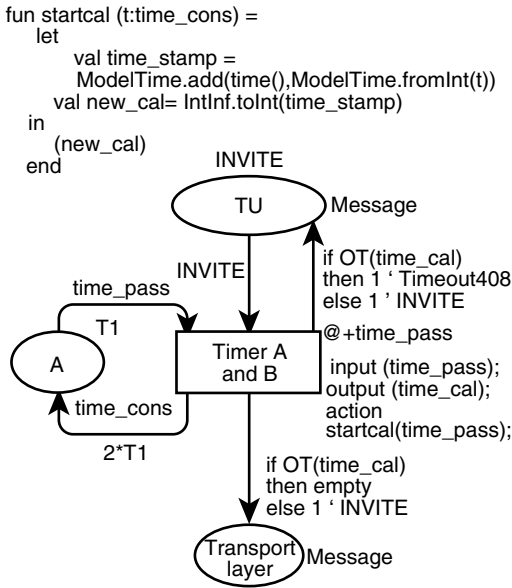 fun startcal (t:time_cons) =
let
val time_stamp =
ModelTime.add(time(),ModelTime.fromInt(t))
val new_cal= IntInf.toInt(time_stamp)
in
(new_cal)
end
INVITE
TU
Message
INVITE
if OT(time_cal)
then 1 ‘ Timeout408
else 1 ’ INVITE
time_pass
T1
@+time_pass
A
Timer A
and B
input (time_pass);
output (time_cal);
action
startcal(time_pass);
time_cons
2*T1
if OT(time_cal)
then empty
else 1 ‘ INVITE
Transport
layer
Message